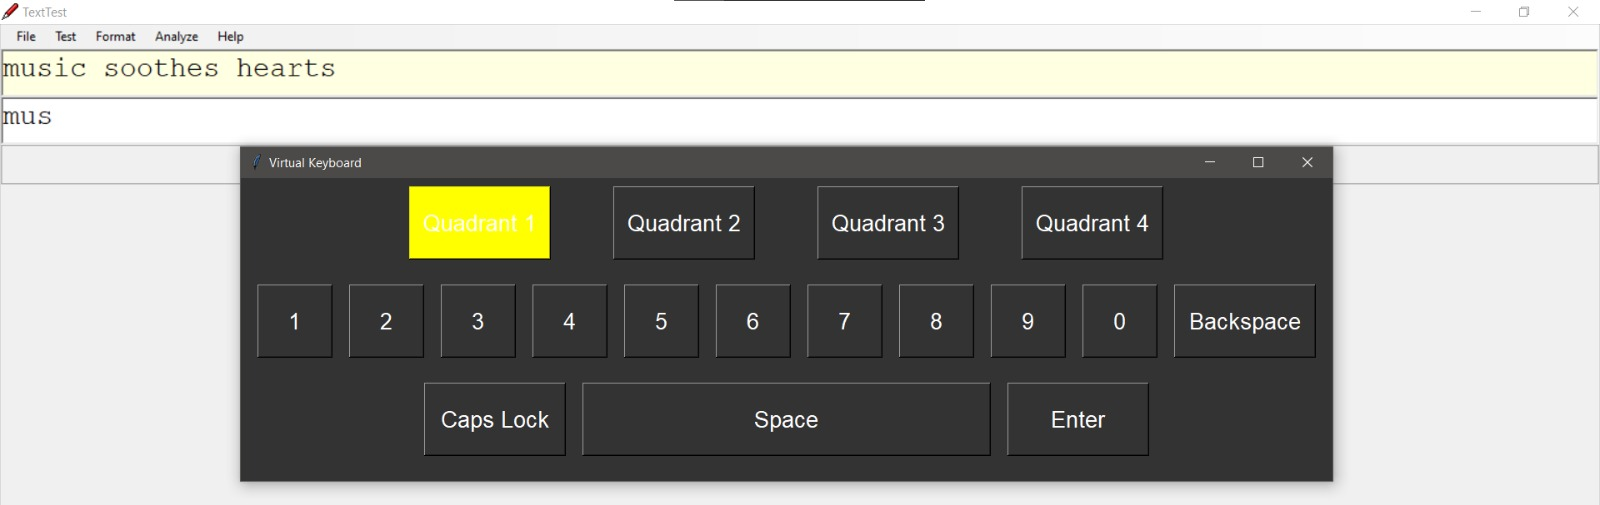 TextTest
File Test Format Analyze Help
music soothes hearts
mus
Virtual Keyboard
Quadrant 1 Quadrant 2 Quadrant 3 Quadrant 4
1 2 3 4 5 6 7 8 9 0 Backspace
Caps Lock Space Enter